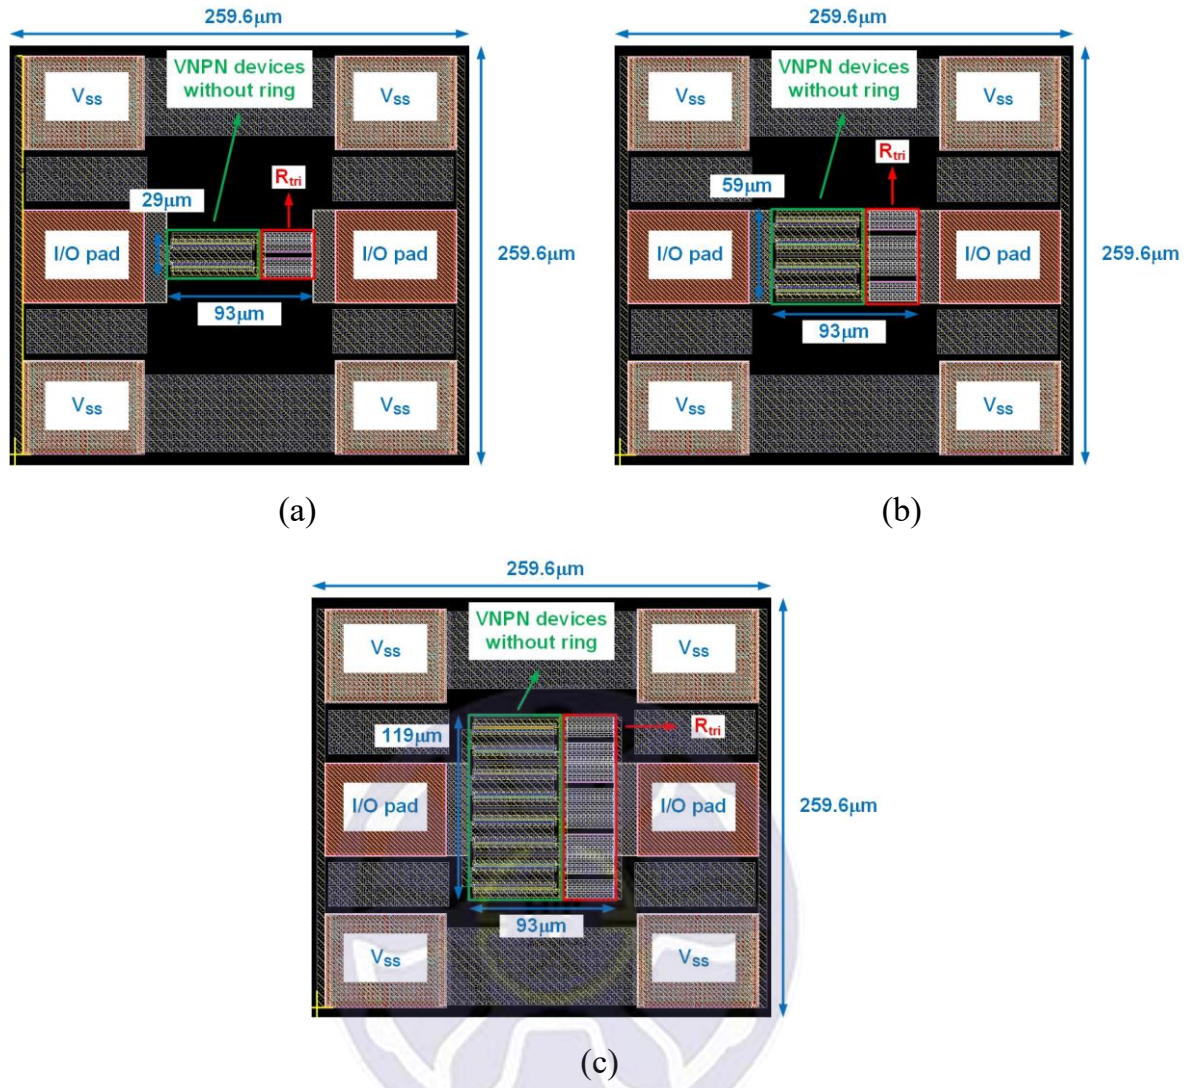 259.6μm
259.6μm
VNPN devices
without ring
VNPN devices
without ring
Vss
Vss
Vss
Vss
Rtri
Rtri
29μm
59μm
I/O pad
I/O pad
259.6μm
I/O pad
I/O pad
259.6μm
93μm
93μm
Vss
Vss
Vss
Vss
(a)
(b)
259.6μm
VNPN devices
without ring
Vss
Vss
119μm
Rtri
I/O pad
I/O pad
259.6μm
93μm
Vss
Vss
(c)